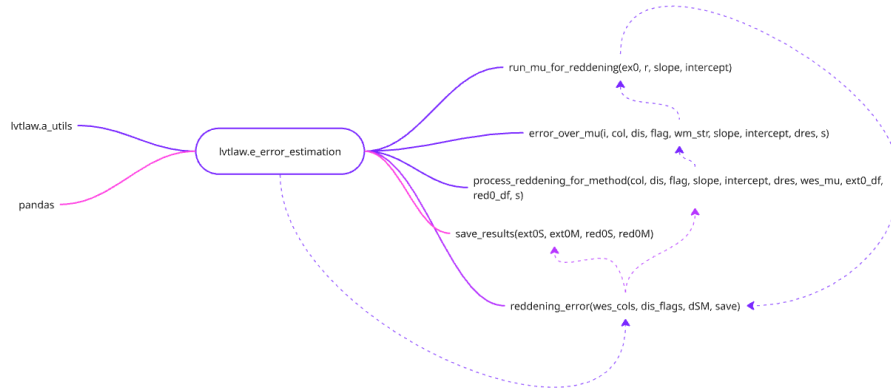 run_mu_for_reddening(ex0, r, slope, intercept)
lvtlaw.a_utils
error_over_mu(i, col, dis, flag, wm_str, slope, intercept, dres, s)
lvtlaw.e_error_estimation
process_reddening_for_method(col, dis, flag, slope, intercept, dres, wes_mu, ext0_df,
red0_df, s)
pandas
save_results(ext0S, ext0M, red0S, red0M)
reddening_error(wes_cols, dis_flags, dSM, save)